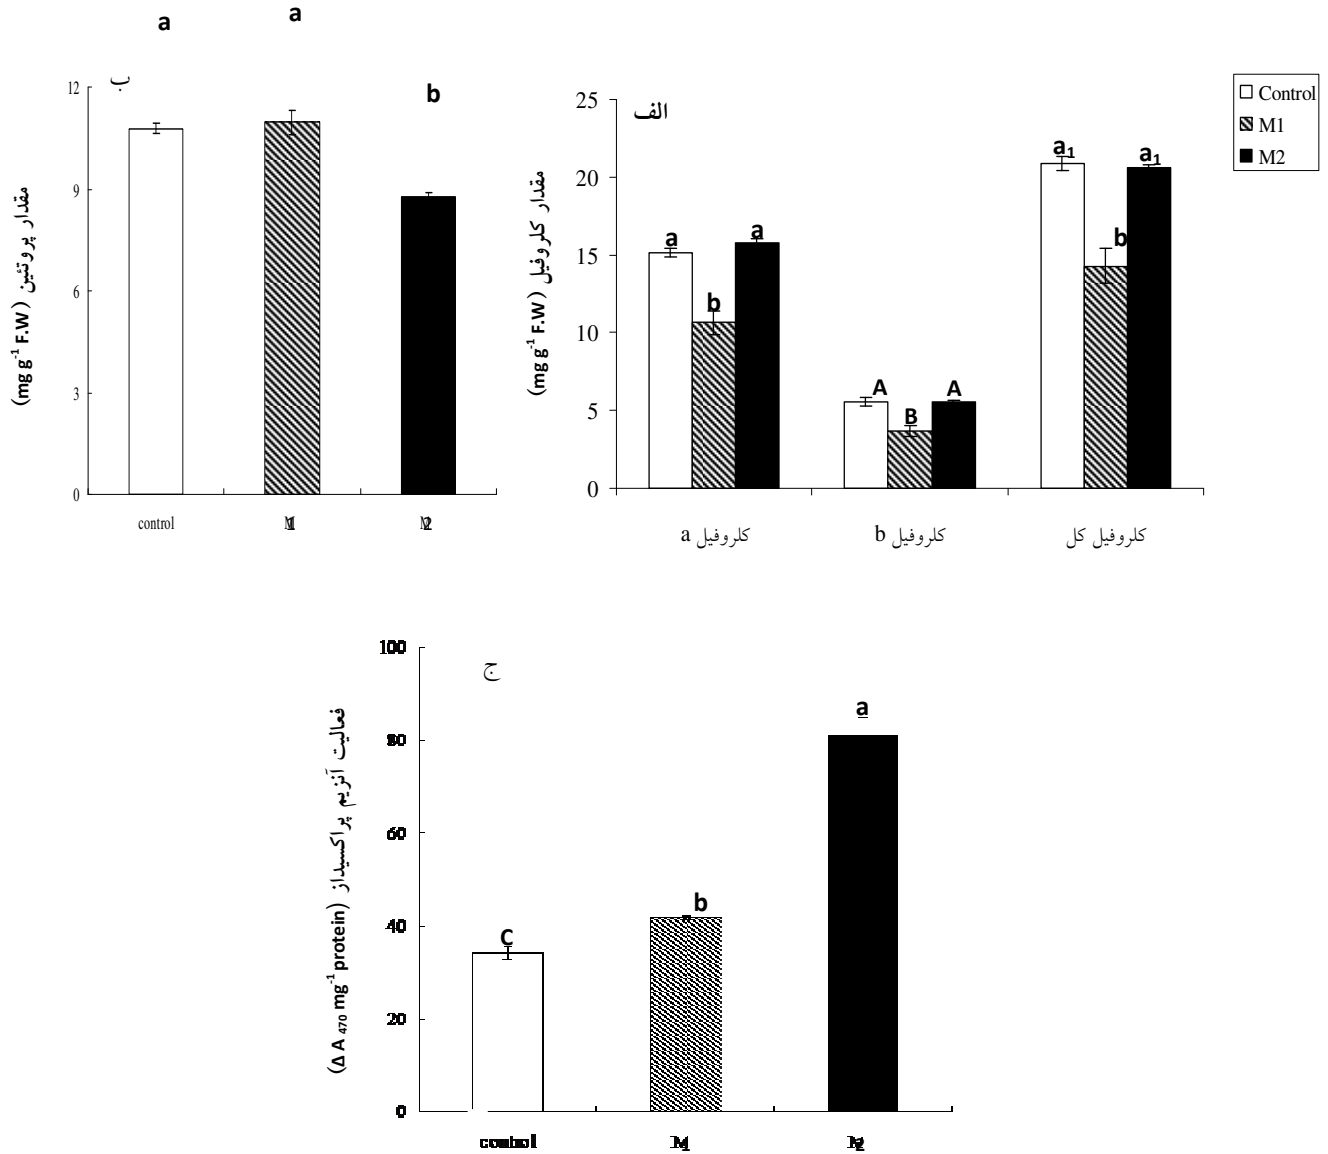 a
a
b
ب
12
9
6
3
0
control
M1
M2
مقدار پروتئین (mg g-1 F.W)
الف
25
20
15
10
5
0
مقدار کلروفیل (mg g-1 F.W)
a
b
a
A
B
A
a1
b
a1
کلروفیل a
کلروفیل b
کلروفیل کل
Control
M1
M2
ج
100
80
60
40
20
0
فعالیت آنزیم پراکسیداز (Δ A 470 mg-1 protein)
C
b
a
control
M1
M2